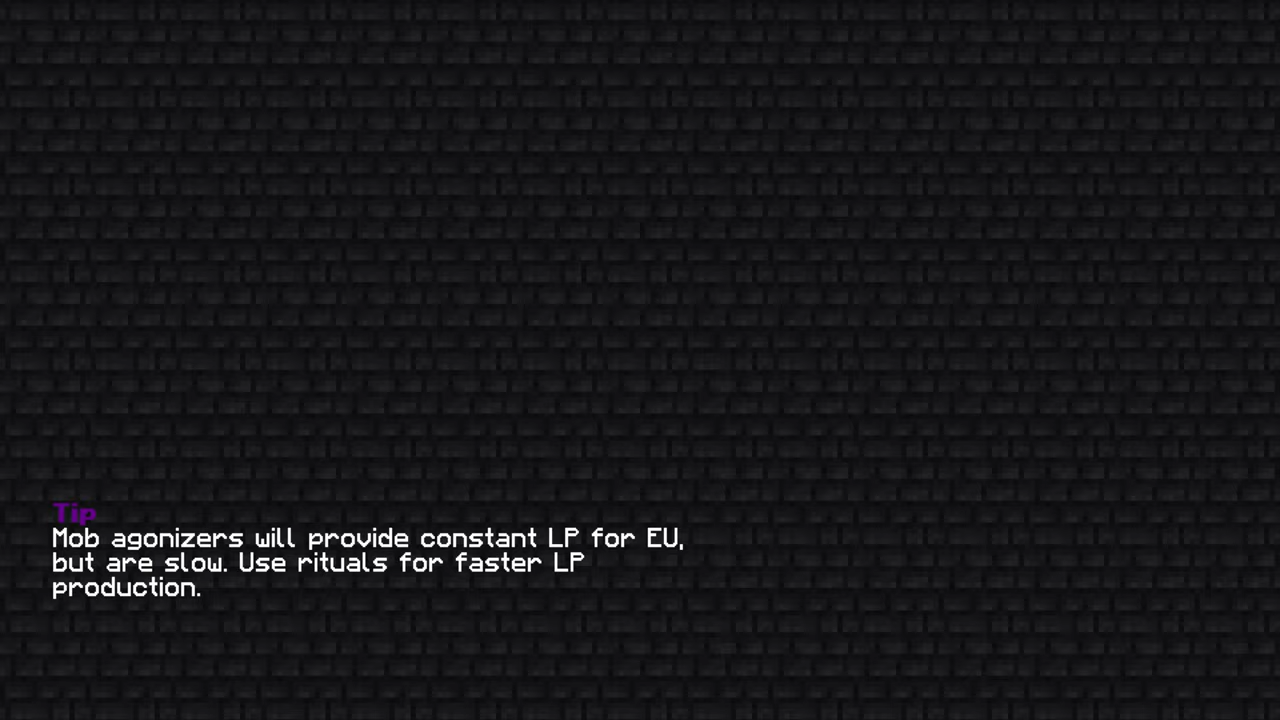 Tip
Mob agonizers will provide constant LP for EU,
but are slow. Use rituals for faster LP
production.